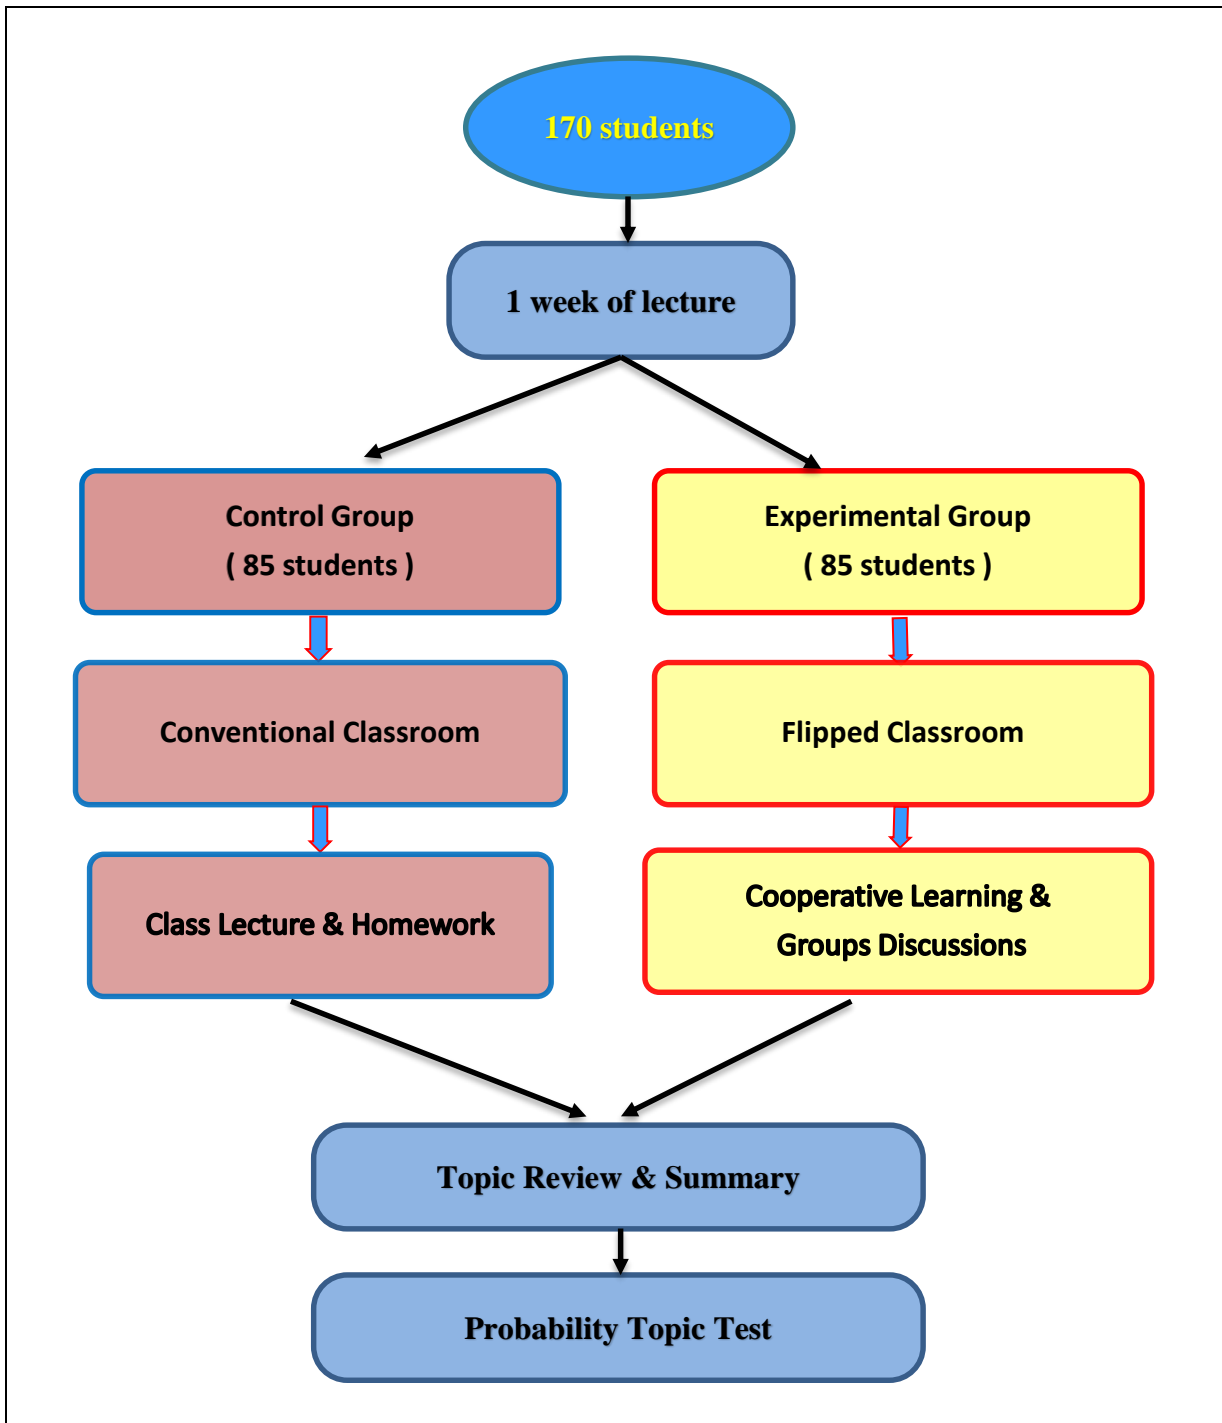 170 students
1 week of lecture
Control Group
( 85 students )
Experimental Group
( 85 students )
Conventional Classroom
Flipped Classroom
Class Lecture & Homework
Cooperative Learning &
Groups Discussions
Topic Review & Summary
Probability Topic Test